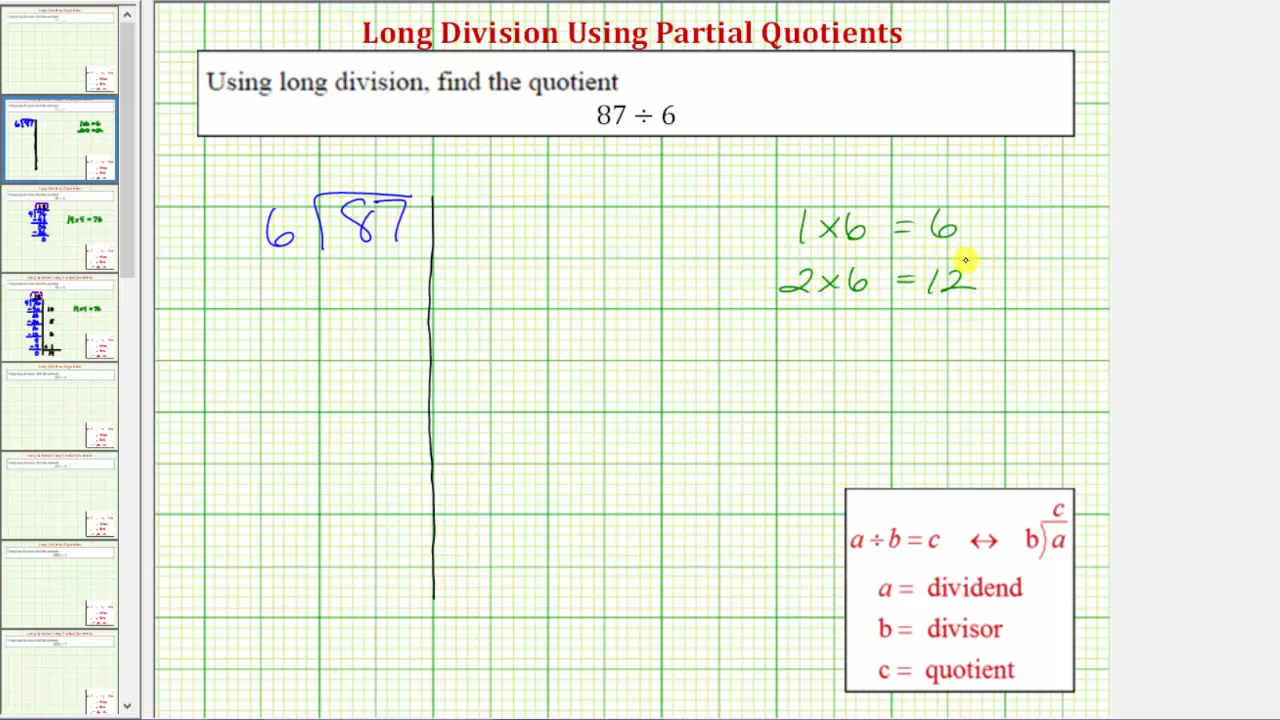 Long Division Using Partial Quotients
Using long division, find the quotient
87 ÷ 6
6 87
1 × 6 = 6
2 × 6 = 12
c
a ÷ b = c ↔ b)a
a = dividend
b = divisor
c = quotient